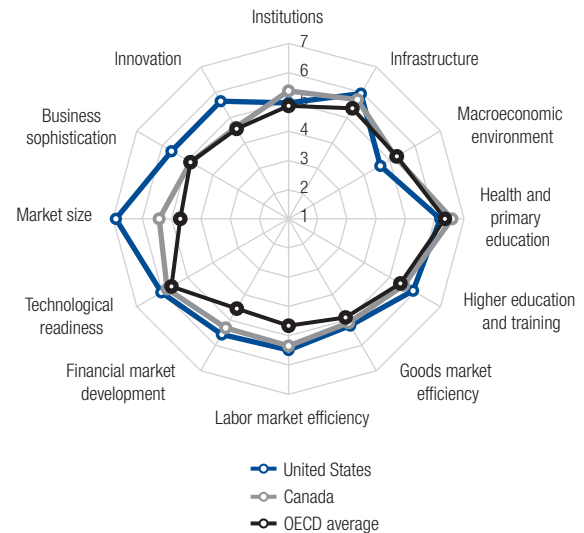 Institutions
7
6
5
4
3
2
1
Infrastructure
Macroeconomic
environment
Health and
primary
education
Higher education
and training
Goods market
efficiency
Labor market efficiency
Financial market
development
Technological
readiness
Market size
Business
sophistication
Innovation
United States
Canada
OECD average